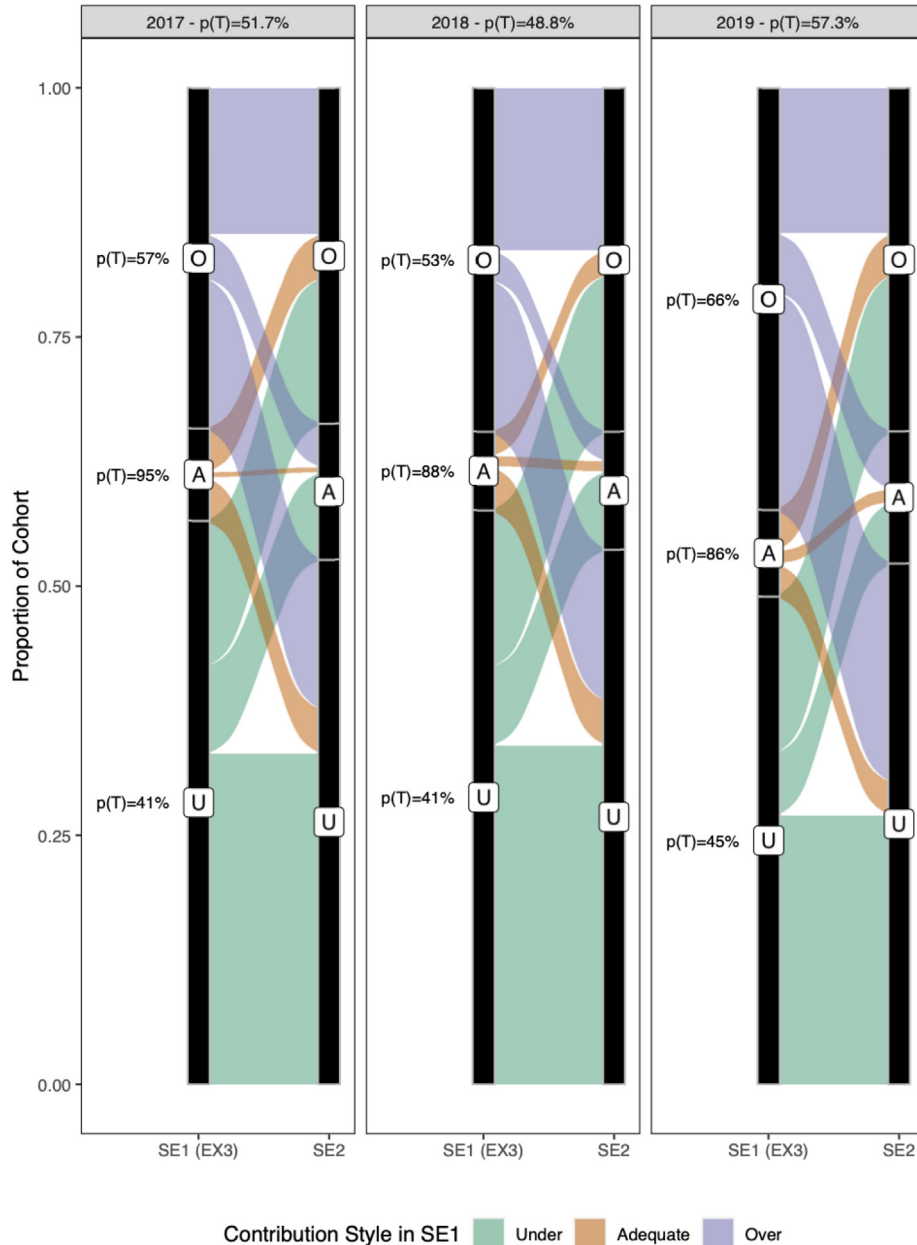 2017 - p(T)=51.7%
2018 - p(T)=48.8%
2019 - p(T)=57.3%
Proportion of Cohort
1.00
0.75
0.50
0.25
0.00
p(T)=57%
O
O
p(T)=95%
A
A
p(T)=41%
U
U
p(T)=53%
O
O
p(T)=88%
A
A
p(T)=41%
U
U
p(T)=66%
O
O
p(T)=86%
A
A
p(T)=45%
U
U
SE1 (EX3)
SE2
SE1 (EX3)
SE2
SE1 (EX3)
SE2
Contribution Style in SE1
Under
Adequate
Over